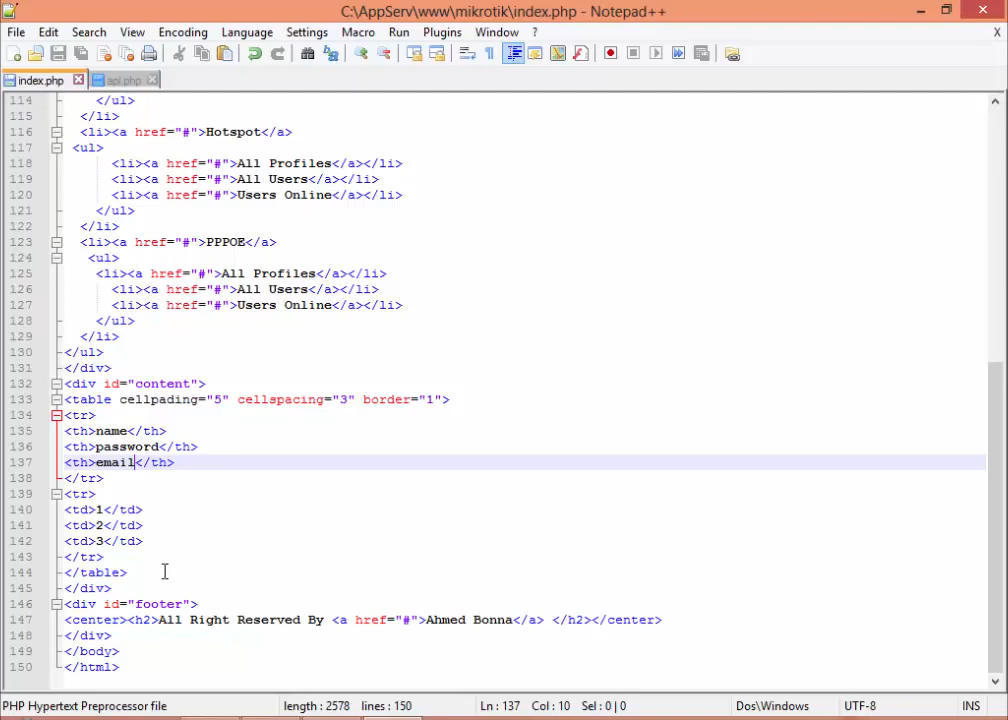 C:\AppServ\www\mikrotik\index.php - Notepad++
File Edit Search View Encoding Language Settings Macro Run Plugins Window ? X
index.php api.php
114 </ul>
115 </li>
116 <li><a href="#">Hotspot</a>
117 <ul>
118 <li><a href="#">All Profiles</a></li>
119 <li><a href="#">All Users</a></li>
120 <li><a href="#">Users Online</a></li>
121 </ul>
122 </li>
123 <li><a href="#">PPPOE</a>
124 <ul>
125 <li><a href="#">All Profiles</a></li>
126 <li><a href="#">All Users</a></li>
127 <li><a href="#">Users Online</a></li>
128 </ul>
129 </li>
130 </ul>
131 </div>
132 <div id="content">
133 <table cellpading="5" cellspacing="3" border="1">
134 <tr>
135 <th>name</th>
136 <th>password</th>
137 <th>email</th>
138 </tr>
139 <tr>
140 <td>1</td>
141 <td>2</td>
142 <td>3</td>
143 </tr>
144 </table>
145 </div>
146 <div id="footer">
147 <center><h2>All Right Reserved By <a href="#">Ahmed Bonna</a> </h2></center>
148 </div>
149 </body>
150 </html>
PHP Hypertext Preprocessor file length : 2578 lines : 150 Ln : 137 Col : 10 Sel : 0 | 0 Dos\Windows UTF-8 INS